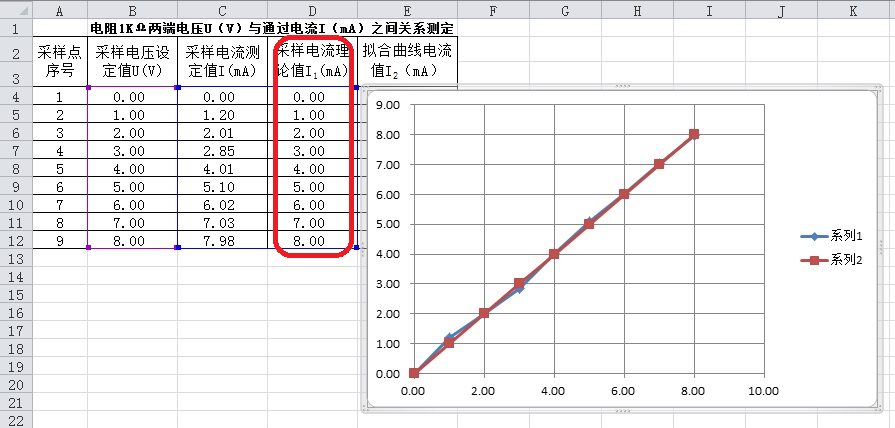 A B C D E F G H I J K
1 电阻1KΩ两端电压U（V）与通过电流I（mA）之间关系测定
2 采样点 采样电压设 采样电流测 采样电流理 拟合曲线电流
3 序号 定值U(V) 定值I(mA) 论值I₁(mA) 值I₂（mA）
4 1 0.00 0.00 0.00
5 2 1.00 1.20 1.00
6 3 2.00 2.01 2.00
7 4 3.00 2.85 3.00
8 5 4.00 4.01 4.00
9 6 5.00 5.10 5.00
10 7 6.00 6.02 6.00
11 8 7.00 7.03 7.00
12 9 8.00 7.98 8.00
13
14
15
16
17
18
19
20
21
22
9.00
8.00
7.00
6.00
5.00
4.00
3.00
2.00
1.00
0.00
0.00 2.00 4.00 6.00 8.00 10.00
系列1
系列2